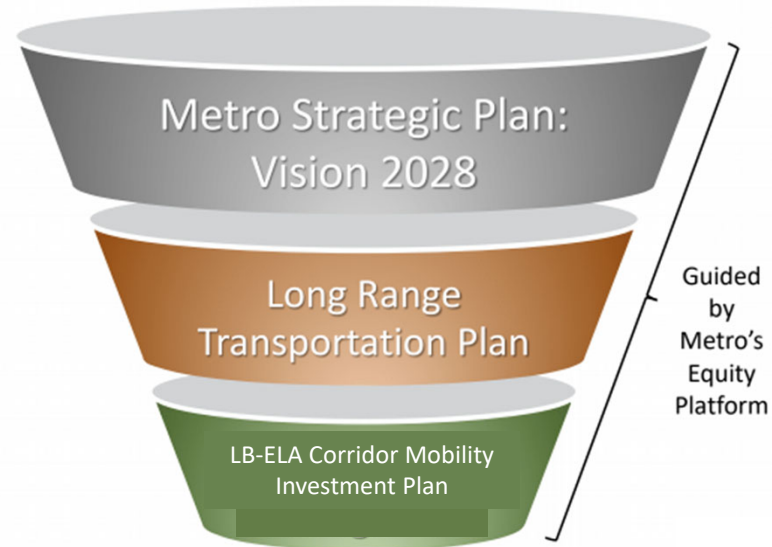 Metro Strategic Plan:
Vision 2028
Long Range
Transportation Plan
LB-ELA Corridor Mobility
Investment Plan
Guided
by
Metro’s
Equity
Platform